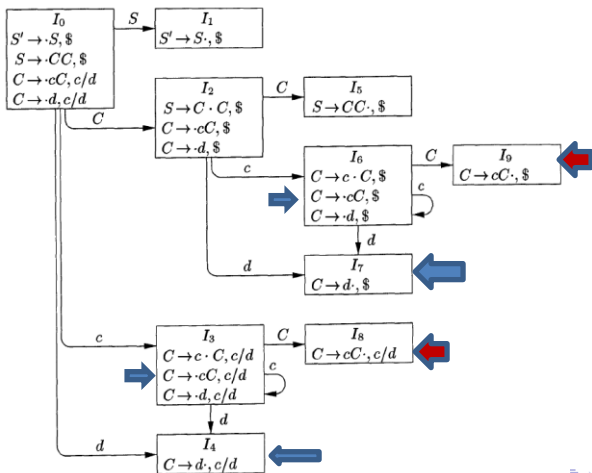 I₀
S' → ·S, $
S → ·CC, $
C → ·cC, c/d
C → ·d, c/d
S
I₁
S' → S·, $
C
I₂
S → C · C, $
C → ·cC, $
C → ·d, $
C
I₅
S → CC·, $
c
I₆
C → c · C, $
C → ·cC, $
C → ·d, $
C
I₉
C → cC·, $
c
d
d
I₇
C → d·, $
c
I₃
C → c · C, c/d
C → ·cC, c/d
C → ·d, c/d
C
I₈
C → cC·, c/d
c
d
d
I₄
C → d·, c/d